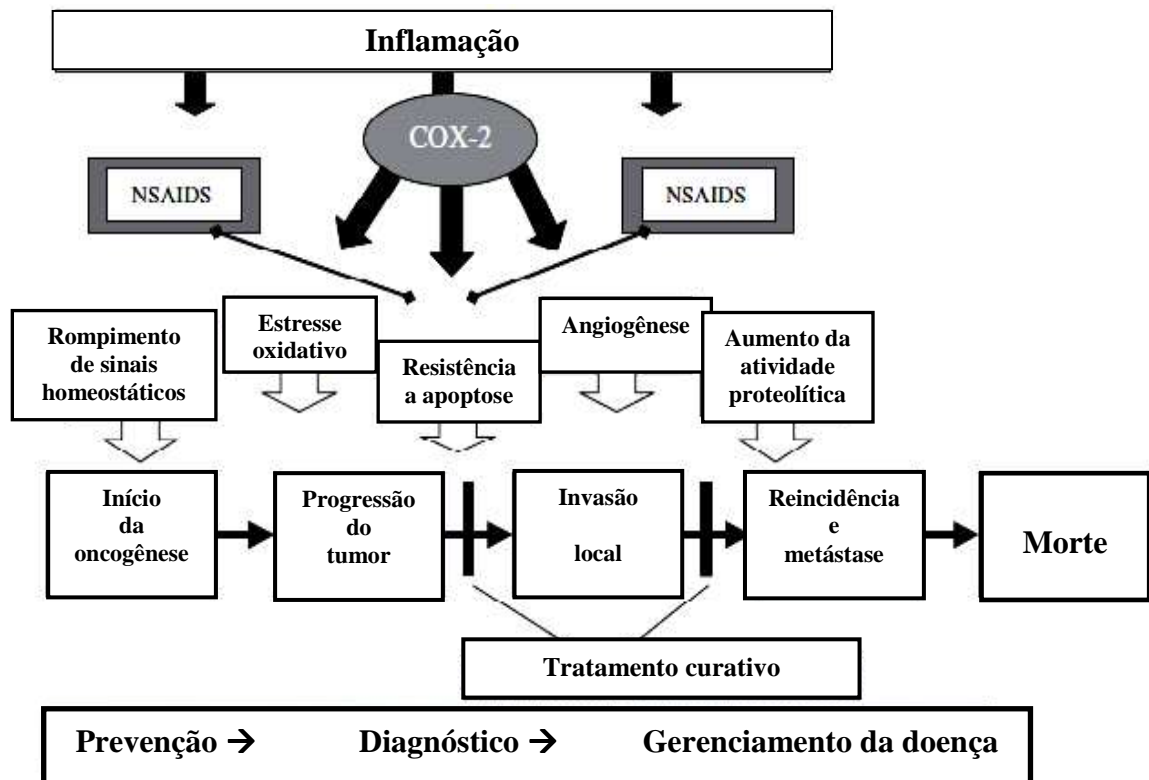 Inflamação
COX-2
NSAIDS
NSAIDS
Rompimento
de sinais
homeostáticos
Estresse
oxidativo
Resistência
a apoptose
Angiogênese
Aumento da
atividade
proteolítica
Início
da
oncogênese
Progressão
do
tumor
Invasão
local
Reincidência
e
metástase
Morte
Tratamento curativo
Prevenção → Diagnóstico → Gerenciamento da doença